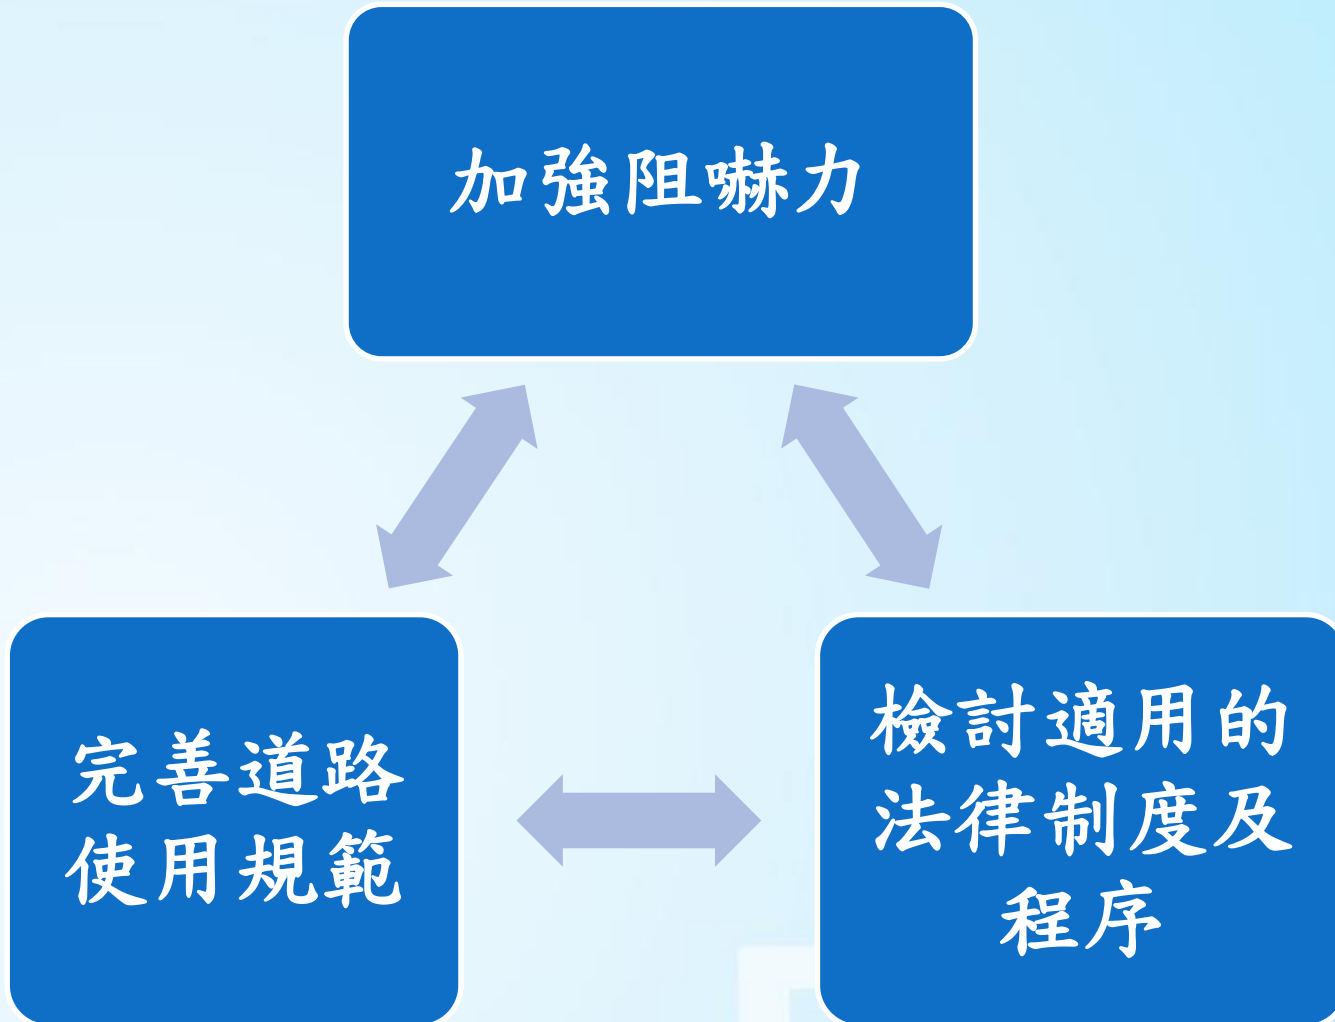 加強阻嚇力
完善道路
使用規範
檢討適用的
法律制度及
程序